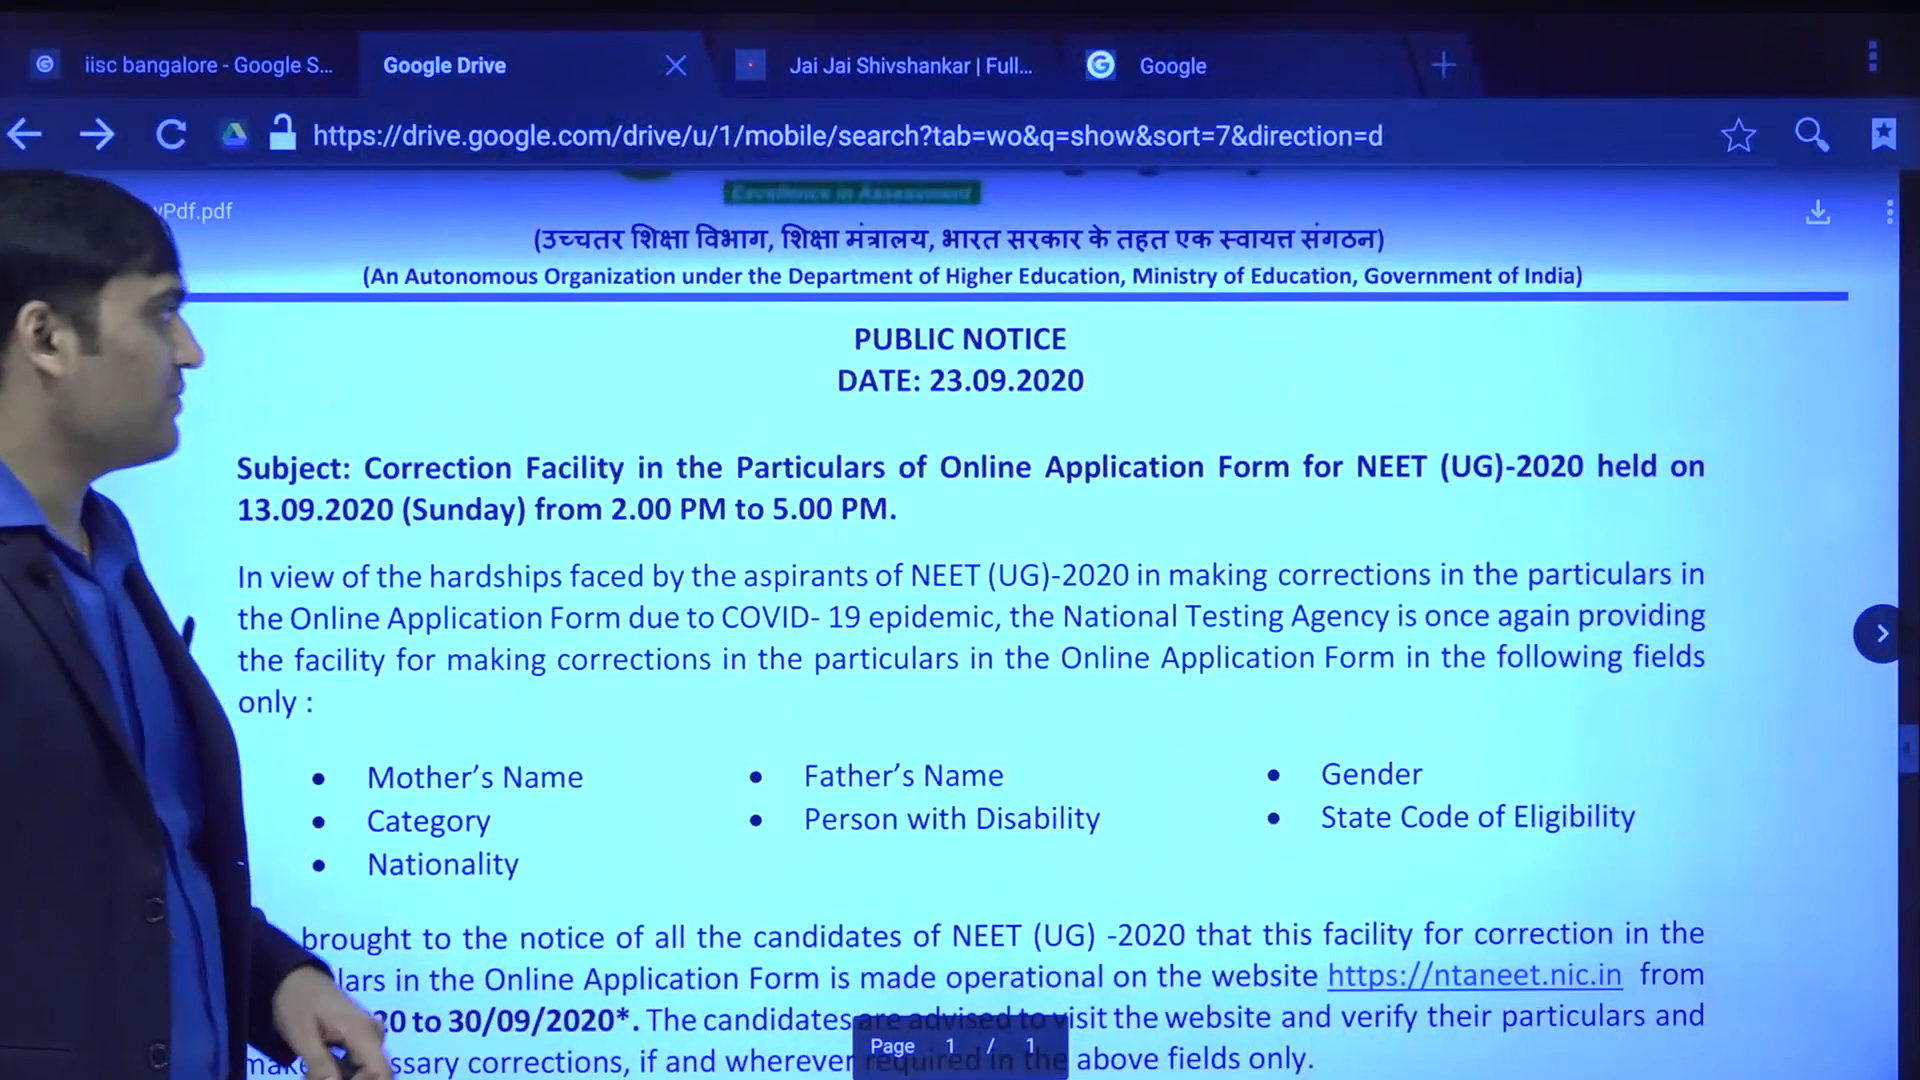 iisc bangalore - Google S...
Google Drive
Jai Jai Shivshankar | Full...
Google
https://drive.google.com/drive/u/1/mobile/search?tab=wo&q=show&sort=7&direction=d
Pdf.pdf
Excellence in Assessment
(उच्चतर शिक्षा विभाग, शिक्षा मंत्रालय, भारत सरकार के तहत एक स्वायत्त संगठन)
(An Autonomous Organization under the Department of Higher Education, Ministry of Education, Government of India)
PUBLIC NOTICE
DATE: 23.09.2020
Subject: Correction Facility in the Particulars of Online Application Form for NEET (UG)-2020 held on
13.09.2020 (Sunday) from 2.00 PM to 5.00 PM.
In view of the hardships faced by the aspirants of NEET (UG)-2020 in making corrections in the particulars in
the Online Application Form due to COVID- 19 epidemic, the National Testing Agency is once again providing
the facility for making corrections in the particulars in the Online Application Form in the following fields
only :
• Mother's Name • Father's Name • Gender
• Category • Person with Disability • State Code of Eligibility
• Nationality
brought to the notice of all the candidates of NEET (UG) -2020 that this facility for correction in the
lars in the Online Application Form is made operational on the website https://ntaneet.nic.in from
20 to 30/09/2020*. The candidates are advised to visit the website and verify their particulars and
make ssary corrections, if and wherever required in the above fields only.
Page 1 / 1